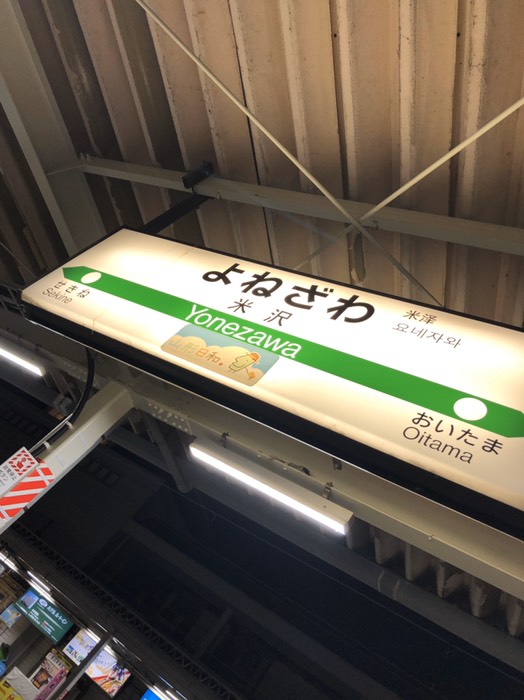 よねざわ
米沢
Yonezawa
米泽
요네자와
せきね
Sekine
おいたま
Oitama
山形日和。